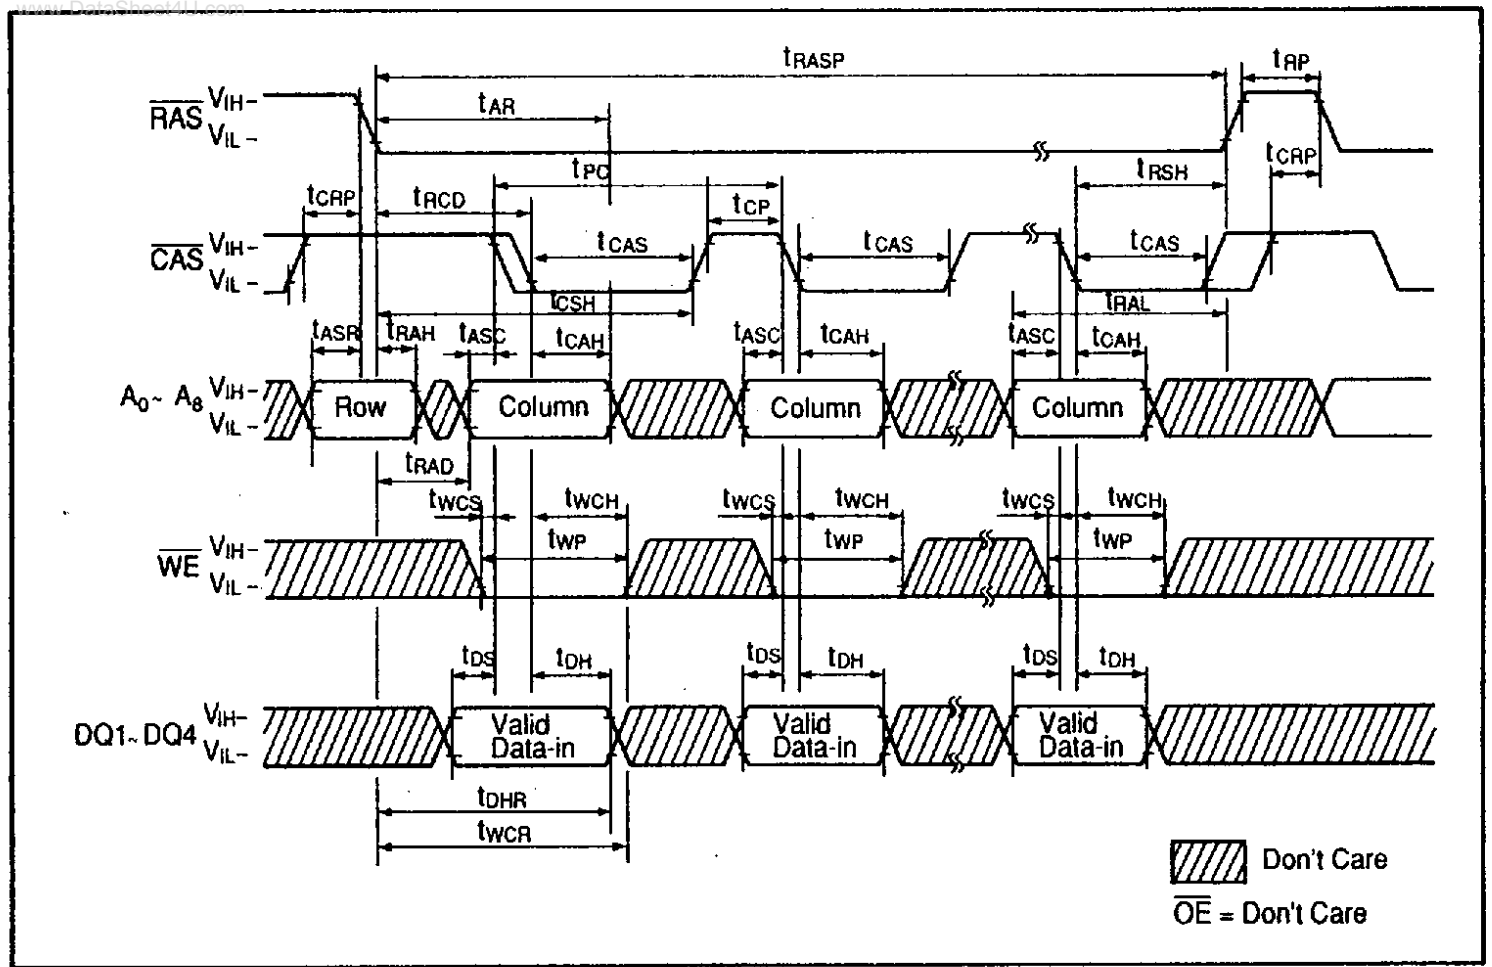 www.DataSheet4U.com
tRASP
tRP
RAS VIH
VIL
tAR
tPC
tRSH
tCRP
tCRP
tRCD
tCP
CAS VIH
VIL
tCAS
tCAS
tCAS
tCSH
tRAL
tASR
tRAH
tASC
tCAH
tASC
tCAH
tASC
tCAH
A0~ A8 VIH
VIL
Row
Column
Column
Column
tRAD
tWCS
tWCH
tWCS
tWCH
tWCS
tWCH
WE VIH
VIL
tWP
tWP
tWP
tDS
tDH
tDS
tDH
tDS
tDH
DQ1~DQ4 VIH
VIL
Valid
Data-in
Valid
Data-in
Valid
Data-in
tDHR
tWCR
Don't Care
OE = Don't Care